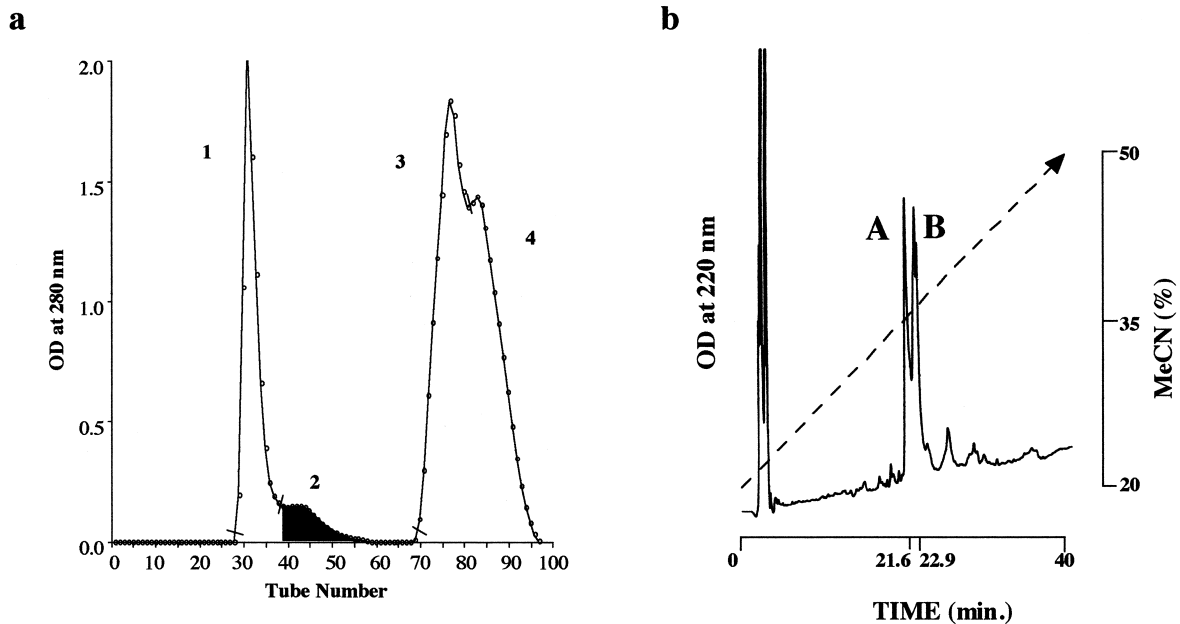 a
OD at 280 nm
2.0
1.5
1.0
0.5
0.0
1
2
3
4
0 10 20 30 40 50 60 70 80 90 100
Tube Number
b
OD at 220 nm
A B
50
35
20
MeCN (%)
0 21.6 22.9 40
TIME (min.)